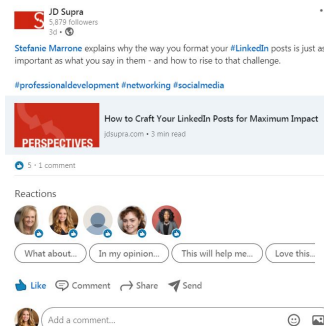 JD Supra
5,879 followers
3d •
Stefanie Marrone explains why the way you format your #LinkedIn posts is just as
important as what you say in them - and how to rise to that challenge.
#professionaldevelopment #networking #socialmedia
PERSPECTIVES
How to Craft Your LinkedIn Posts for Maximum Impact
jdsupra.com • 3 min read
5 • 1 comment
Reactions
What about...
In my opinion...
This will help me...
Love this...
Like Comment Share Send
Add a comment...